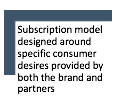 Subscription model
designed around
specific consumer
desires provided by
both the brand and
partners